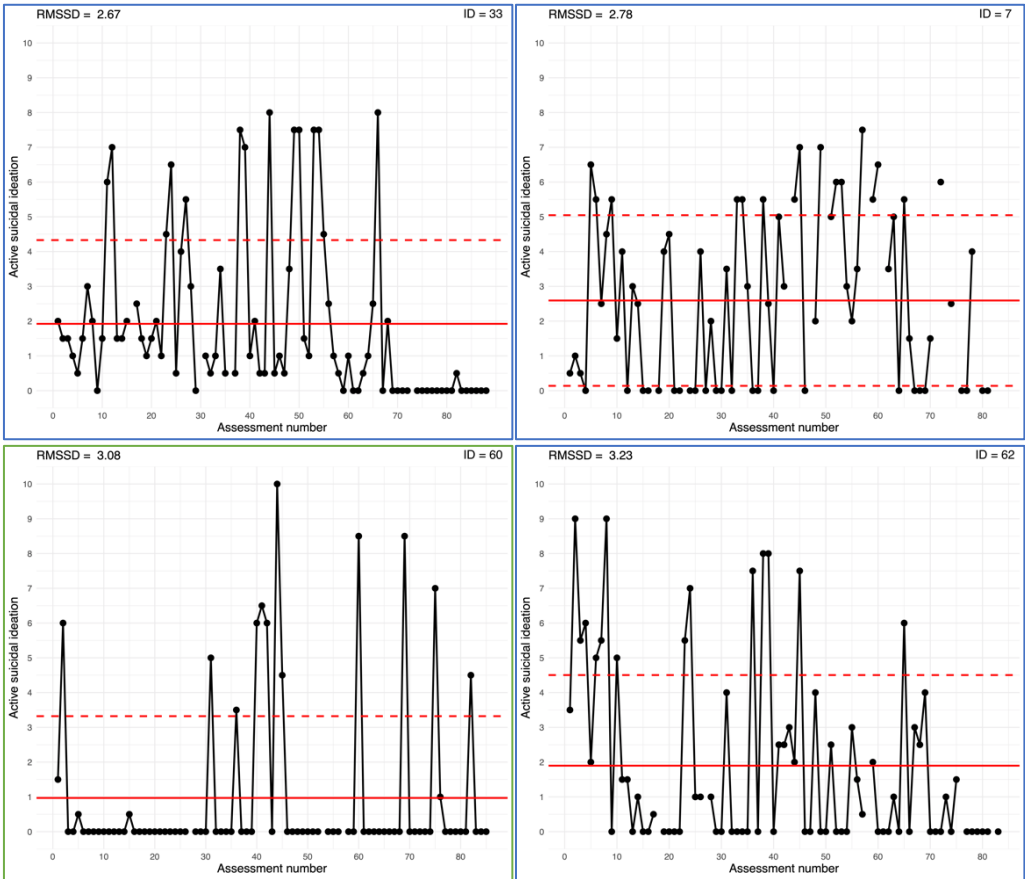 RMSSD = 2.67 ID = 33
10
9
8
7
6
5
4
3
2
1
0
Active suicidal ideation
0 10 20 30 40 50 60 70 80
Assessment number
RMSSD = 2.78 ID = 7
10
9
8
7
6
5
4
3
2
1
0
Active suicidal ideation
0 10 20 30 40 50 60 70 80
Assessment number
RMSSD = 3.08 ID = 60
10
9
8
7
6
5
4
3
2
1
0
Active suicidal ideation
0 10 20 30 40 50 60 70 80
Assessment number
RMSSD = 3.23 ID = 62
10
9
8
7
6
5
4
3
2
1
0
Active suicidal ideation
0 10 20 30 40 50 60 70 80
Assessment number